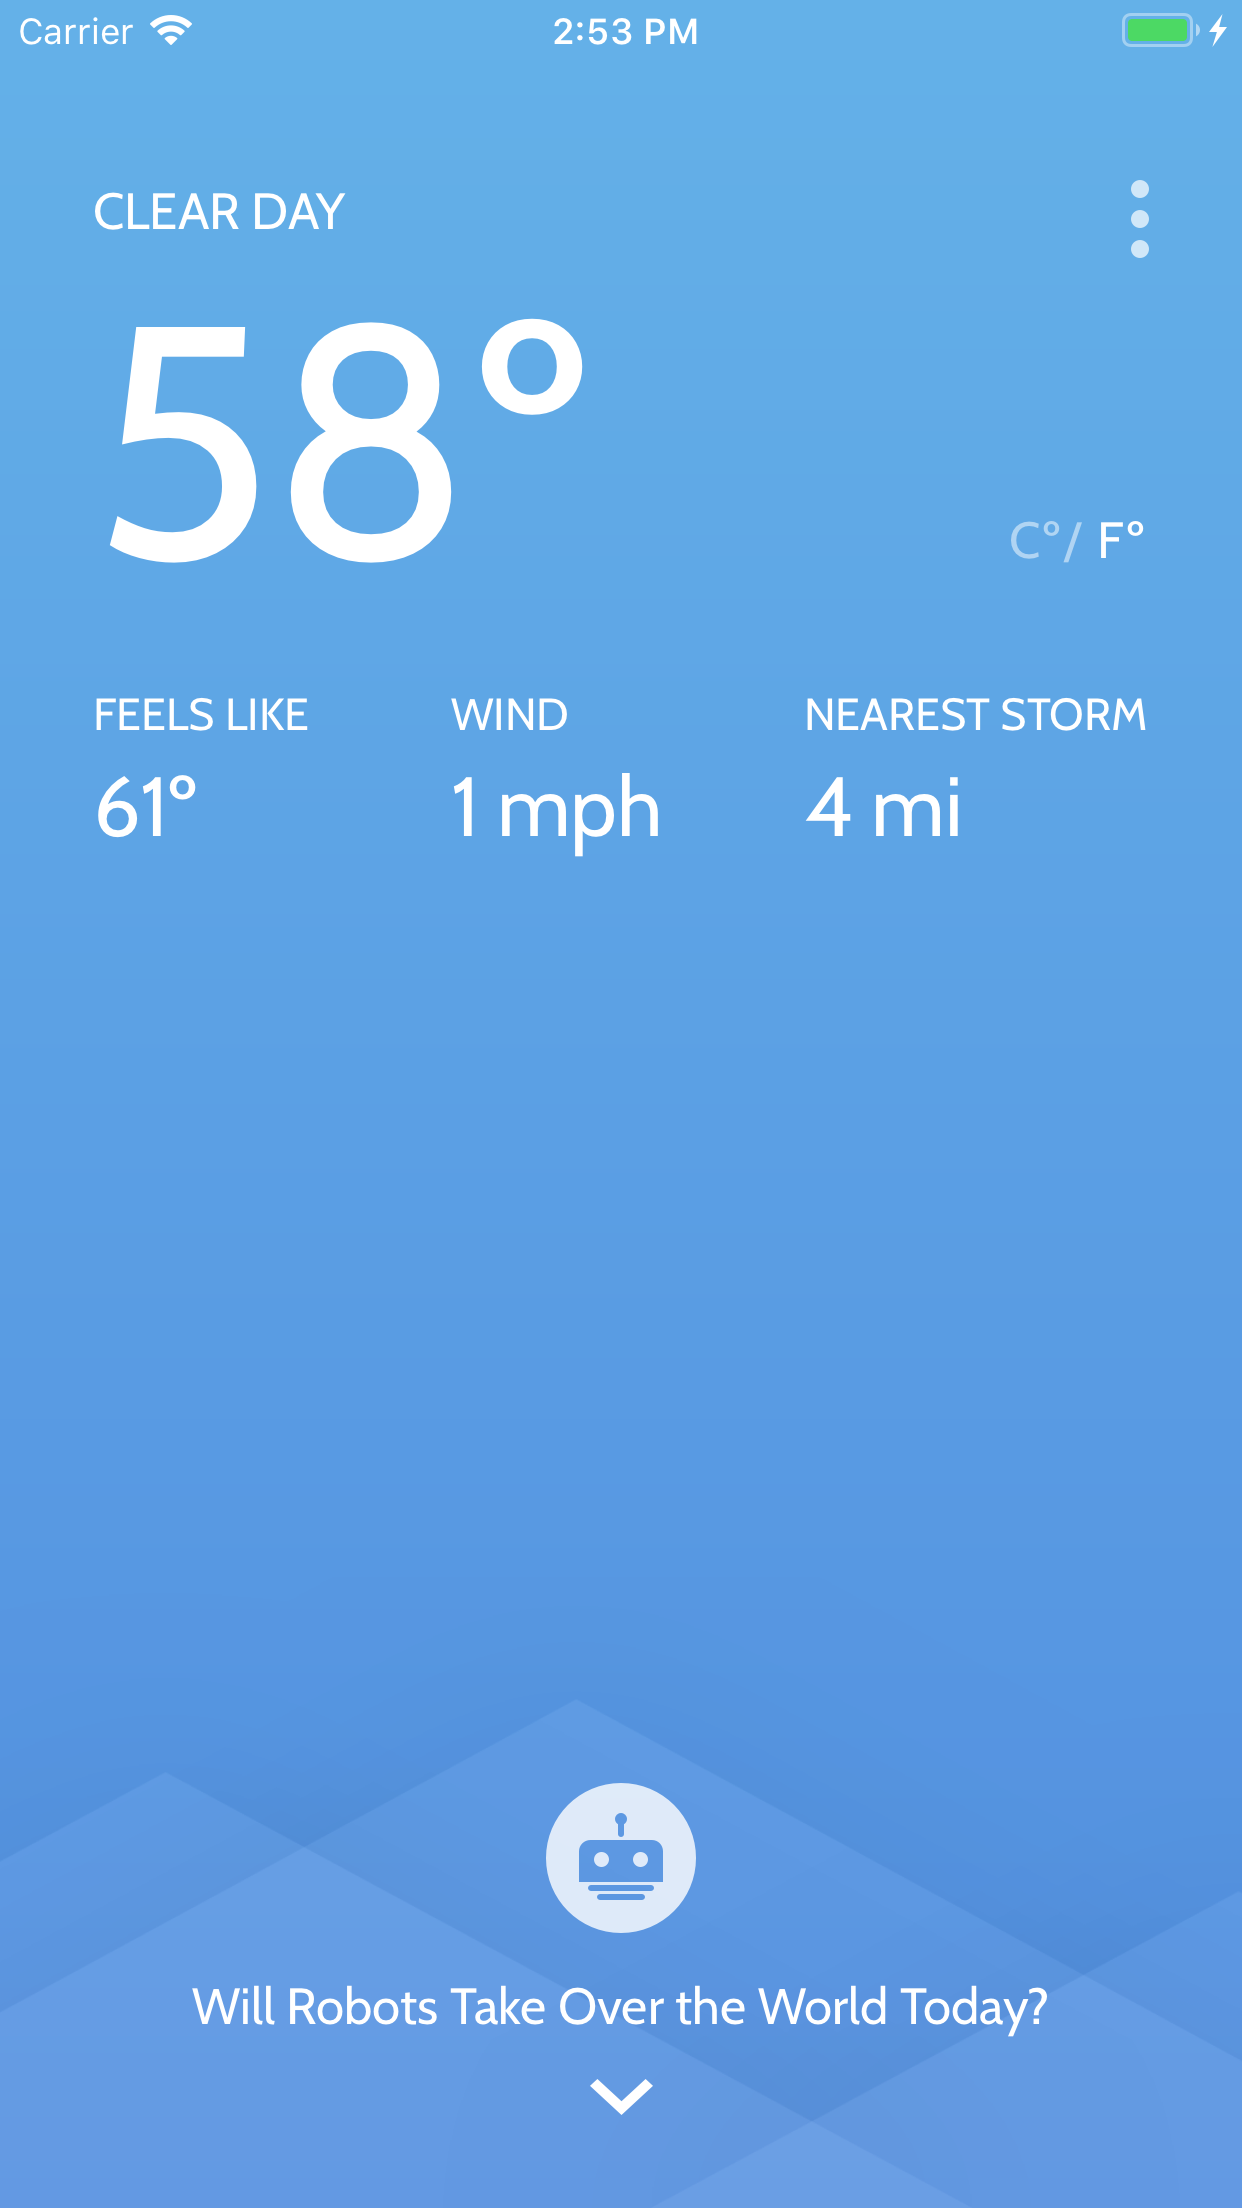 Carrier 2:53 PM
CLEAR DAY
58°
C°/ F°
FEELS LIKE WIND NEAREST STORM
61° 1 mph 4 mi
Will Robots Take Over the World Today?